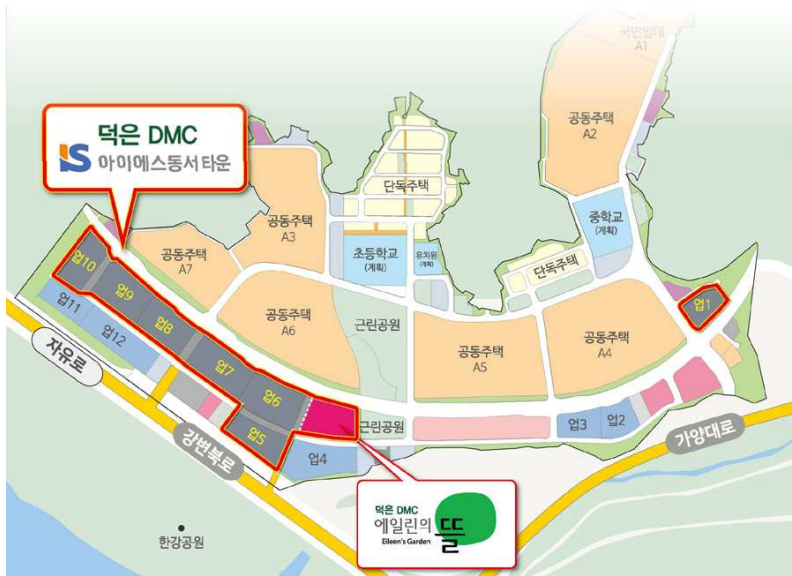 국민임대
A1
공동주택
A2
덕은 DMC
IS 아이에스동서타운
단독주택
중학교
(계획)
공동주택
A3
초등학교
(계획)
유치원
(계획)
단독주택
공동주택
A7
업10
업9
업8
업7
업6
업5
업11
업12
업1
공동주택
A6
근린공원
공동주택
A5
공동주택
A4
자유로
강변북로
근린공원
업4
업3
업2
가양대로
덕은 DMC
에일린의
뜰
Eileen's Garden
한강공원